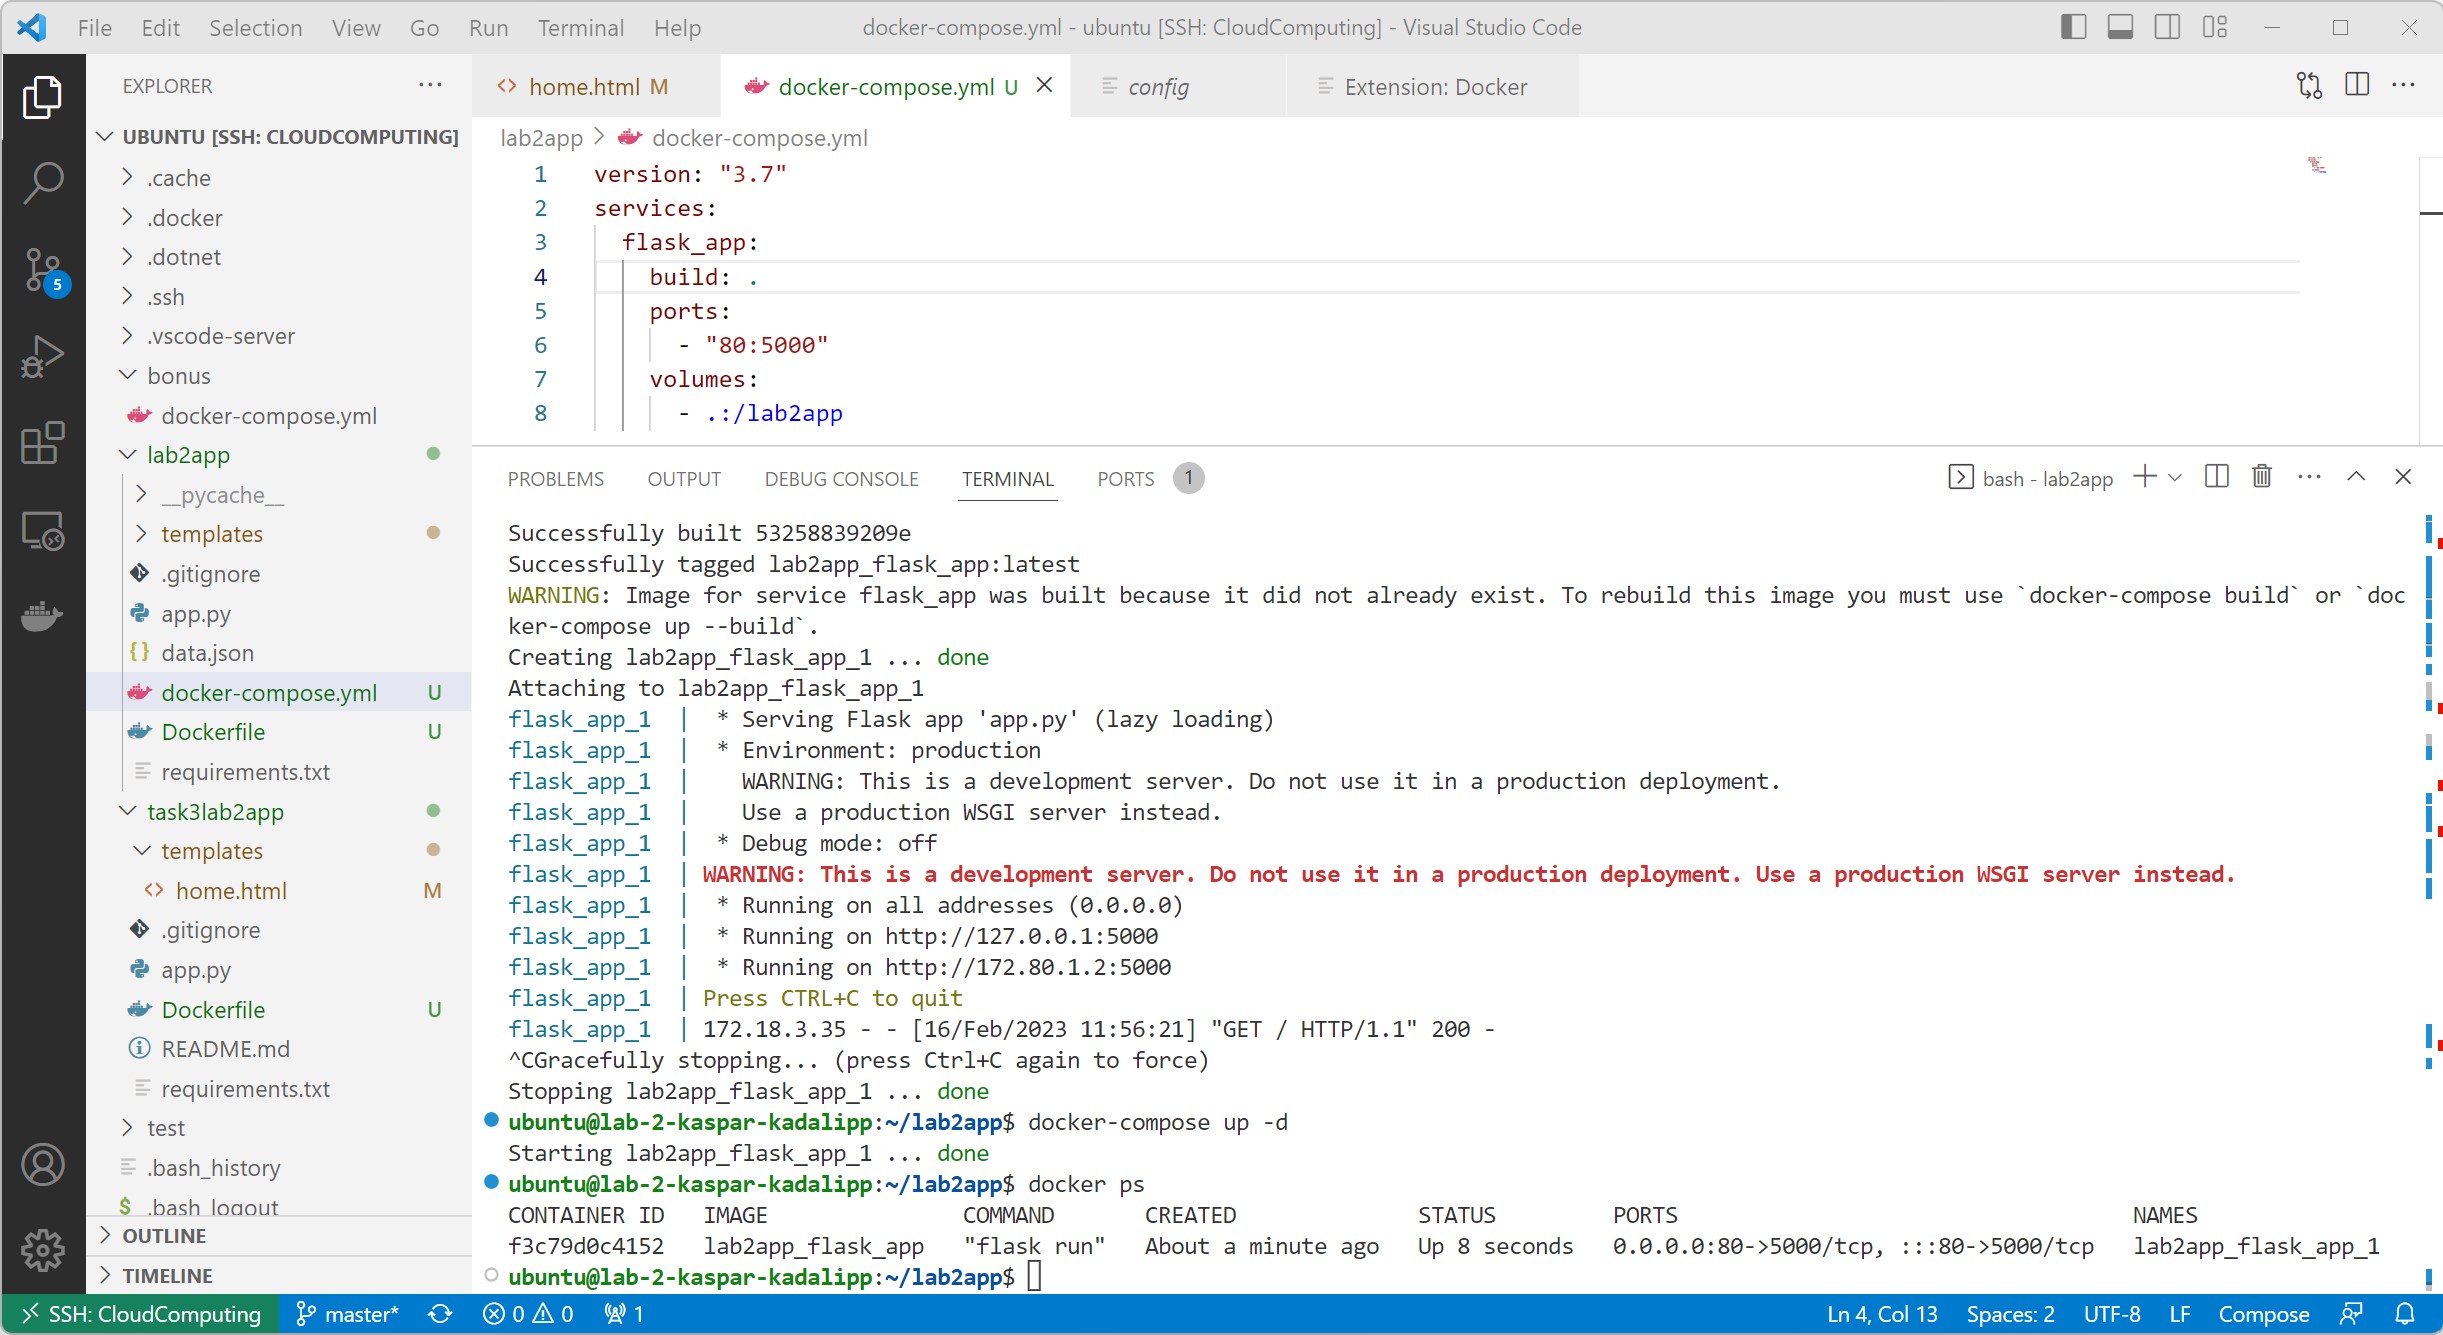 File Edit Selection View Go Run Terminal Help
docker-compose.yml - ubuntu [SSH: CloudComputing] - Visual Studio Code
EXPLORER
UBUNTU [SSH: CLOUDCOMPUTING]
.cache
.docker
.dotnet
.ssh
.vscode-server
bonus
docker-compose.yml
lab2app
__pycache__
templates
.gitignore
app.py
{} data.json
docker-compose.yml U
Dockerfile U
requirements.txt
task3lab2app
templates
<> home.html M
.gitignore
app.py
Dockerfile U
README.md
requirements.txt
test
.bash_history
$ .bash_logout
OUTLINE
TIMELINE
5
<> home.html M
docker-compose.yml U
config
Extension: Docker
lab2app > docker-compose.yml
1 version: "3.7"
2 services:
3 flask_app:
4 build: .
5 ports:
6 - "80:5000"
7 volumes:
8 - .:/lab2app
PROBLEMS OUTPUT DEBUG CONSOLE TERMINAL PORTS 1
bash - lab2app
Successfully built 53258839209e
Successfully tagged lab2app_flask_app:latest
WARNING: Image for service flask_app was built because it did not already exist. To rebuild this image you must use `docker-compose build` or `doc
ker-compose up --build`.
Creating lab2app_flask_app_1 ... done
Attaching to lab2app_flask_app_1
flask_app_1 | * Serving Flask app 'app.py' (lazy loading)
flask_app_1 | * Environment: production
flask_app_1 | WARNING: This is a development server. Do not use it in a production deployment.
flask_app_1 | Use a production WSGI server instead.
flask_app_1 | * Debug mode: off
flask_app_1 | WARNING: This is a development server. Do not use it in a production deployment. Use a production WSGI server instead.
flask_app_1 | * Running on all addresses (0.0.0.0)
flask_app_1 | * Running on http://127.0.0.1:5000
flask_app_1 | * Running on http://172.80.1.2:5000
flask_app_1 | Press CTRL+C to quit
flask_app_1 | 172.18.3.35 - - [16/Feb/2023 11:56:21] "GET / HTTP/1.1" 200 -
^CGracefully stopping... (press Ctrl+C again to force)
Stopping lab2app_flask_app_1 ... done
ubuntu@lab-2-kaspar-kadalipp:~/lab2app$ docker-compose up -d
Starting lab2app_flask_app_1 ... done
ubuntu@lab-2-kaspar-kadalipp:~/lab2app$ docker ps
CONTAINER ID IMAGE COMMAND CREATED STATUS PORTS NAMES
f3c79d0c4152 lab2app_flask_app "flask run" About a minute ago Up 8 seconds 0.0.0.0:80->5000/tcp, :::80->5000/tcp lab2app_flask_app_1
ubuntu@lab-2-kaspar-kadalipp:~/lab2app$
SSH: CloudComputing master* 0 0 1 Ln 4, Col 13 Spaces: 2 UTF-8 LF Compose